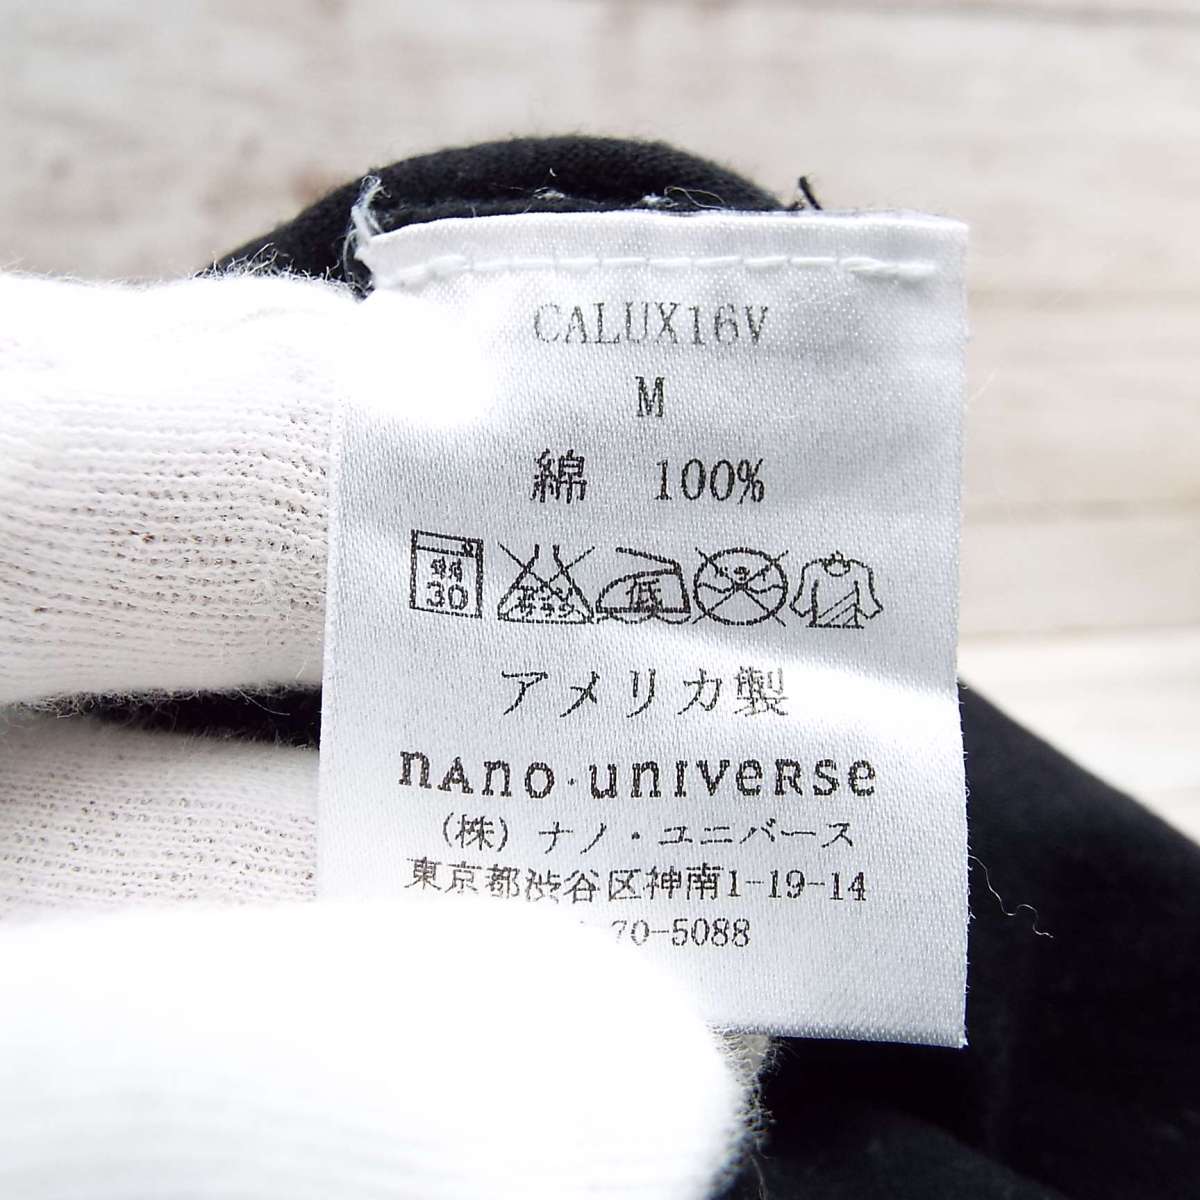 CALUX16V
M
綿 100%
30 低
アメリカ製
nano・universe
(株)ナノ・ユニバース
東京都渋谷区神南1-19-14
70-5088